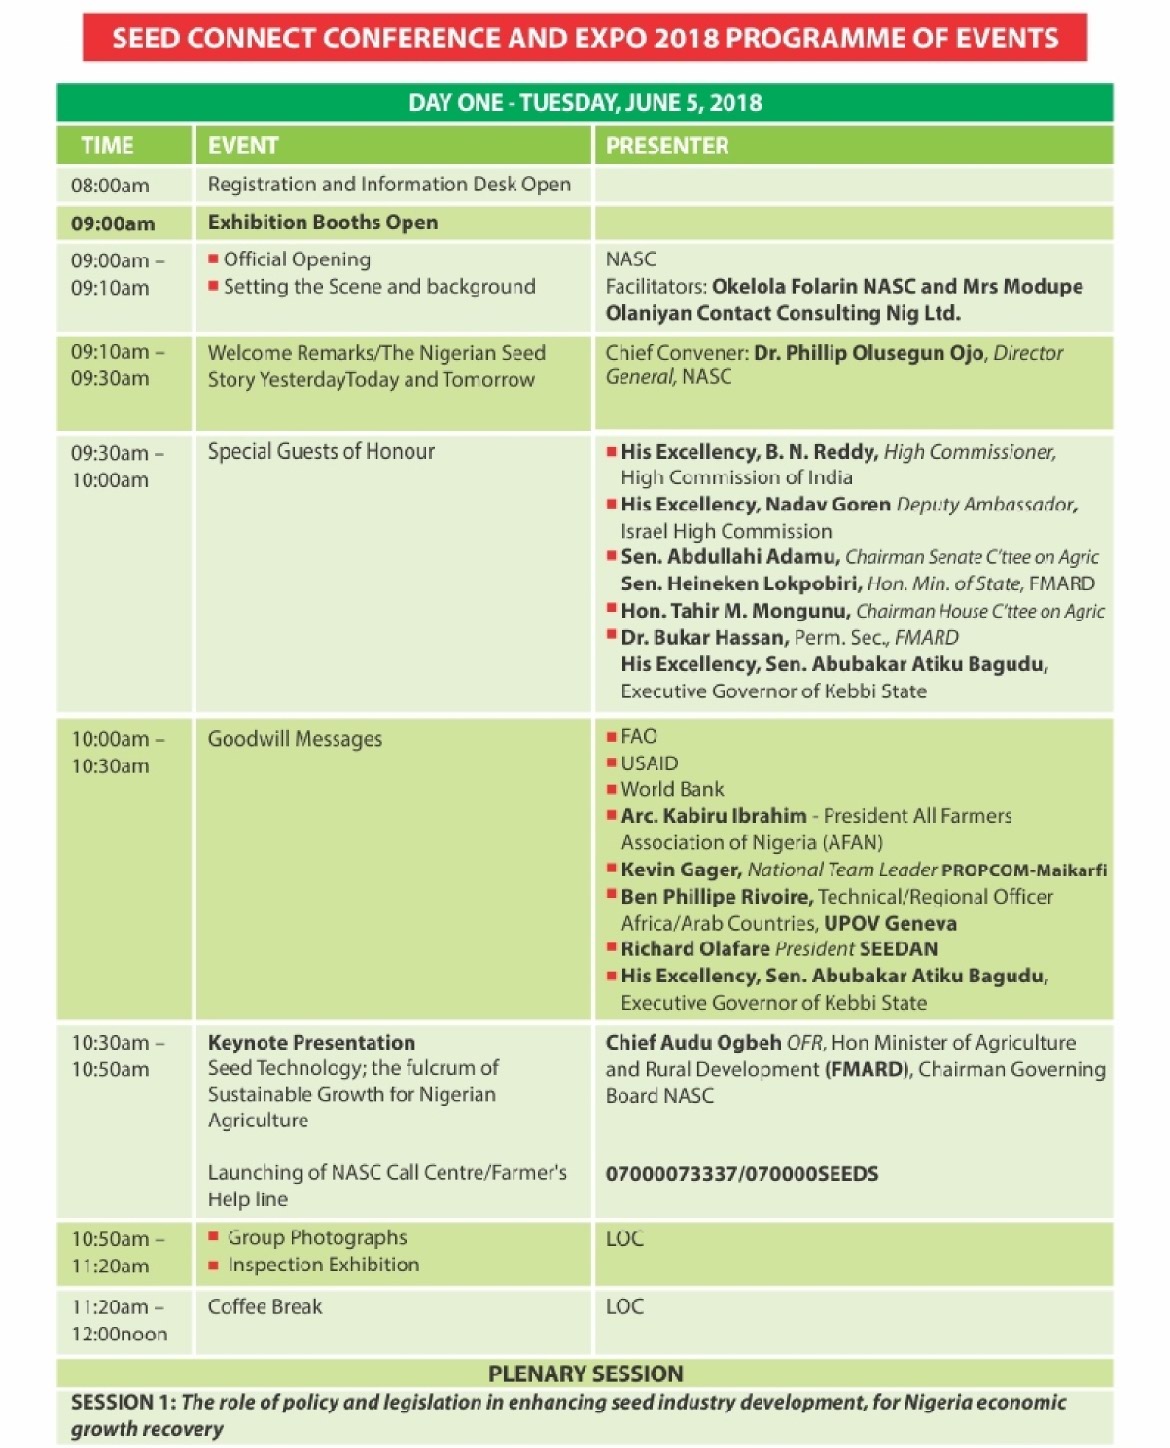 SEED CONNECT CONFERENCE AND EXPO 2018 PROGRAMME OF EVENTS
DAY ONE - TUESDAY, JUNE 5, 2018
TIME EVENT PRESENTER
08:00am Registration and Information Desk Open
09:00am Exhibition Booths Open
09:00am –
09:10am
Official Opening
Setting the Scene and background
NASC
Facilitators: Okelola Folarin NASC and Mrs Modupe
Olaniyan Contact Consulting Nig Ltd.
09:10am –
09:30am
Welcome Remarks/The Nigerian Seed
Story YesterdayToday and Tomorrow
Chief Convener: Dr. Phillip Olusegun Ojo, Director
General, NASC
09:30am –
10:00am
Special Guests of Honour
His Excellency, B. N. Reddy, High Commissioner,
High Commission of India
His Excellency, Nadav Goren Deputy Ambassador,
Israel High Commission
Sen. Abdullahi Adamu, Chairman Senate C'ttee on Agric
Sen. Heineken Lokpobiri, Hon. Min. of State, FMARD
Hon. Tahir M. Mongunu, Chairman House C'ttee on Agric
Dr. Bukar Hassan, Perm. Sec., FMARD
His Excellency, Sen. Abubakar Atiku Bagudu,
Executive Governor of Kebbi State
10:00am –
10:30am
Goodwill Messages
FAO
USAID
World Bank
Arc. Kabiru Ibrahim - President All Farmers
Association of Nigeria (AFAN)
Kevin Gager, National Team Leader PROPCOM-Maikarfi
Ben Phillipe Rivoire, Technical/Regional Officer
Africa/Arab Countries, UPOV Geneva
Richard Olafare President SEEDAN
His Excellency, Sen. Abubakar Atiku Bagudu,
Executive Governor of Kebbi State
10:30am –
10:50am
Keynote Presentation
Seed Technology; the fulcrum of
Sustainable Growth for Nigerian
Agriculture
Launching of NASC Call Centre/Farmer's
Help line
Chief Audu Ogbeh OFR, Hon Minister of Agriculture
and Rural Development (FMARD), Chairman Governing
Board NASC
07000073337/070000SEEDS
10:50am –
11:20am
Group Photographs
Inspection Exhibition
LOC
11:20am –
12:00noon
Coffee Break
LOC
PLENARY SESSION
SESSION 1: The role of policy and legislation in enhancing seed industry development, for Nigeria economic
growth recovery